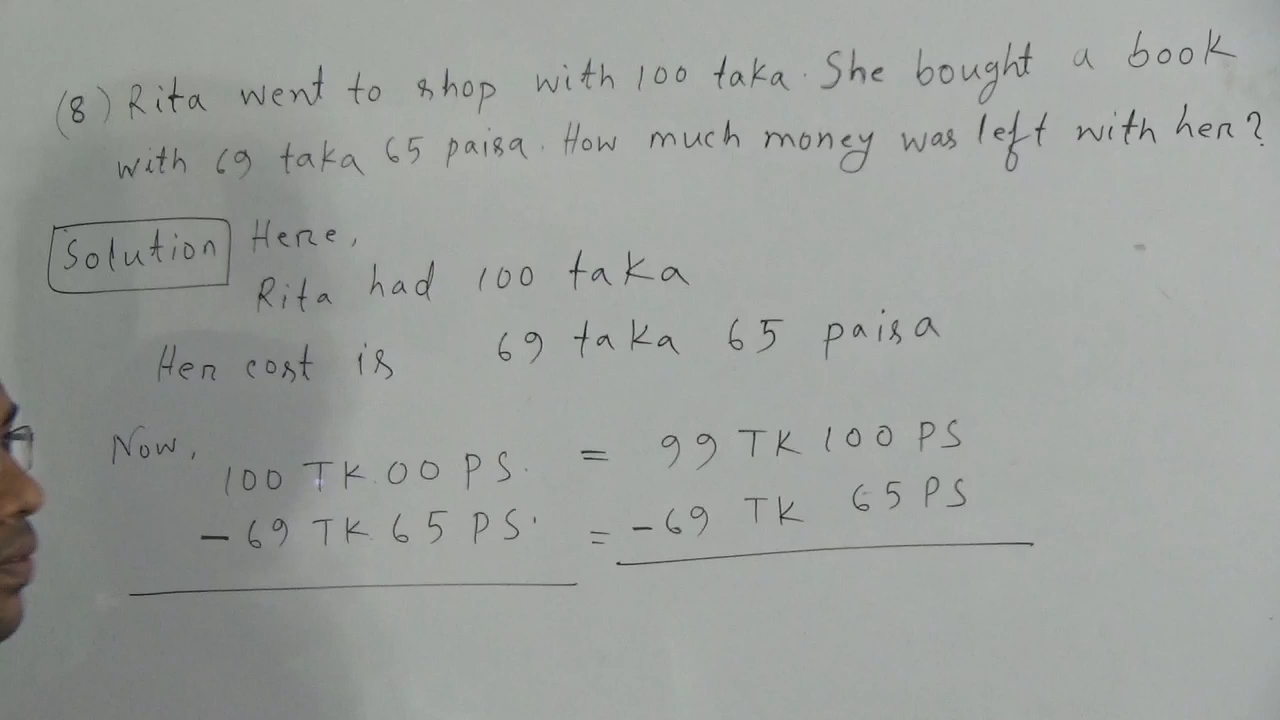 (8) Rita went to shop with 100 taka. She bought a book
with 69 taka 65 paisa. How much money was left with her?
Solution Here,
Rita had 100 taka
Her cost is 69 taka 65 paisa
Now,
100 TK. 00 PS. = 99 TK 100 PS
- 69 TK. 65 PS. = - 69 TK 65 PS